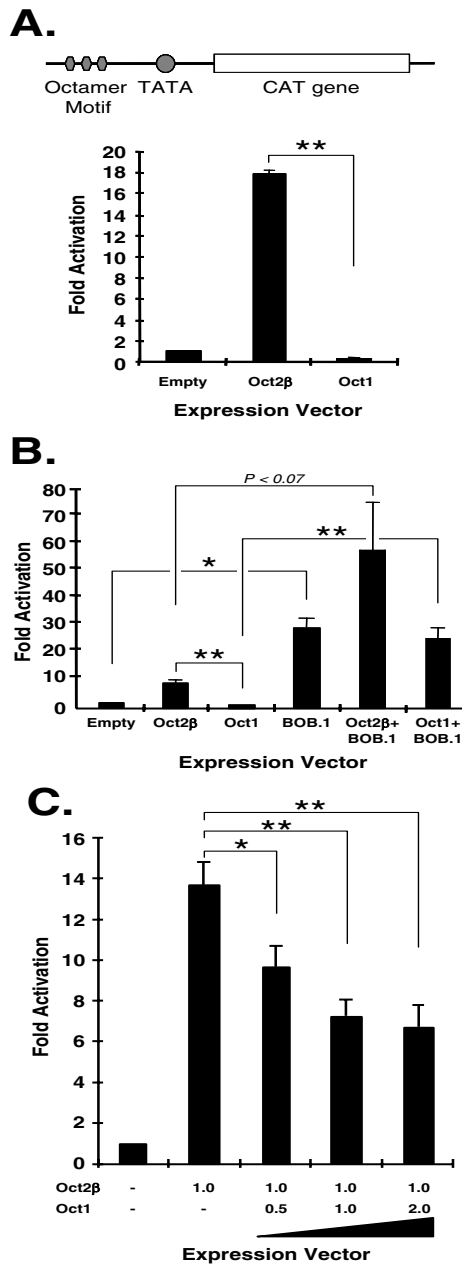 A.
Octamer Motif
TATA
CAT gene
Fold Activation
20
18
16
14
12
10
8
6
4
2
0
**
Empty Oct2β Oct1
Expression Vector
B.
Fold Activation
80
70
60
50
40
30
20
10
0
P < 0.07
**
*
**
Empty Oct2β Oct1 BOB.1 Oct2β+ BOB.1 Oct1+ BOB.1
Expression Vector
C.
Fold Activation
16
14
12
10
8
6
4
2
0
**
**
*
Oct2β - 1.0 1.0 1.0 1.0
Oct1 - - 0.5 1.0 2.0
Expression Vector